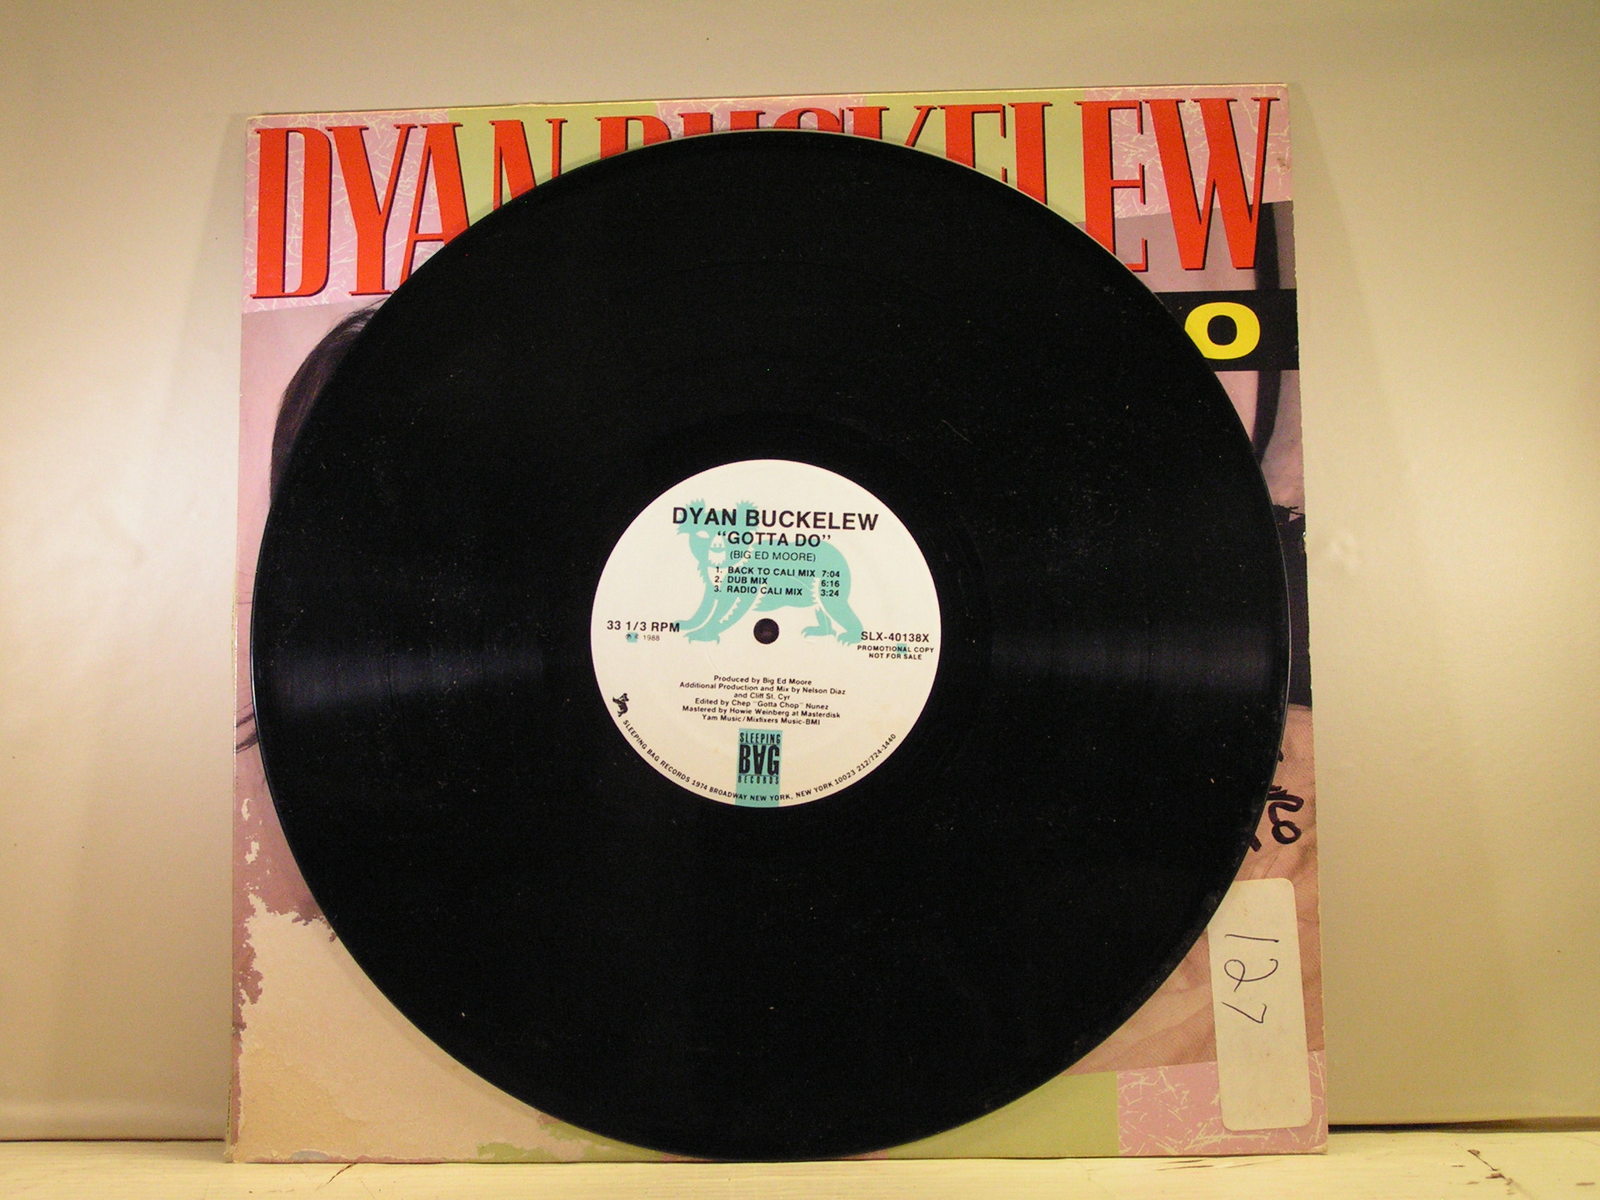 DYAN BUCKELEW
O
DYAN BUCKELEW
"GOTTA DO"
(BIG ED MOORE)
1. BACK TO CALI MIX 7:04
2. DUB MIX 6:16
3. RADIO CALI MIX 3:24
33 1/3 RPM
℗ © 1988
SLX-40138X
PROMOTIONAL COPY
NOT FOR SALE
Produced by Big Ed Moore
Additional Production and Mix by Nelson Diaz
and Cliff St. Cyr
Edited by Chep "Gotta Chop" Nunez
Mastered by Howie Weinberg at Masterdisk
Yam Music/Mixfixers Music-BMI
SLEEPING
BAG
RECORDS
SLEEPING BAG RECORDS 1974 BROADWAY NEW YORK, NEW YORK 10023 212/724-1440
197